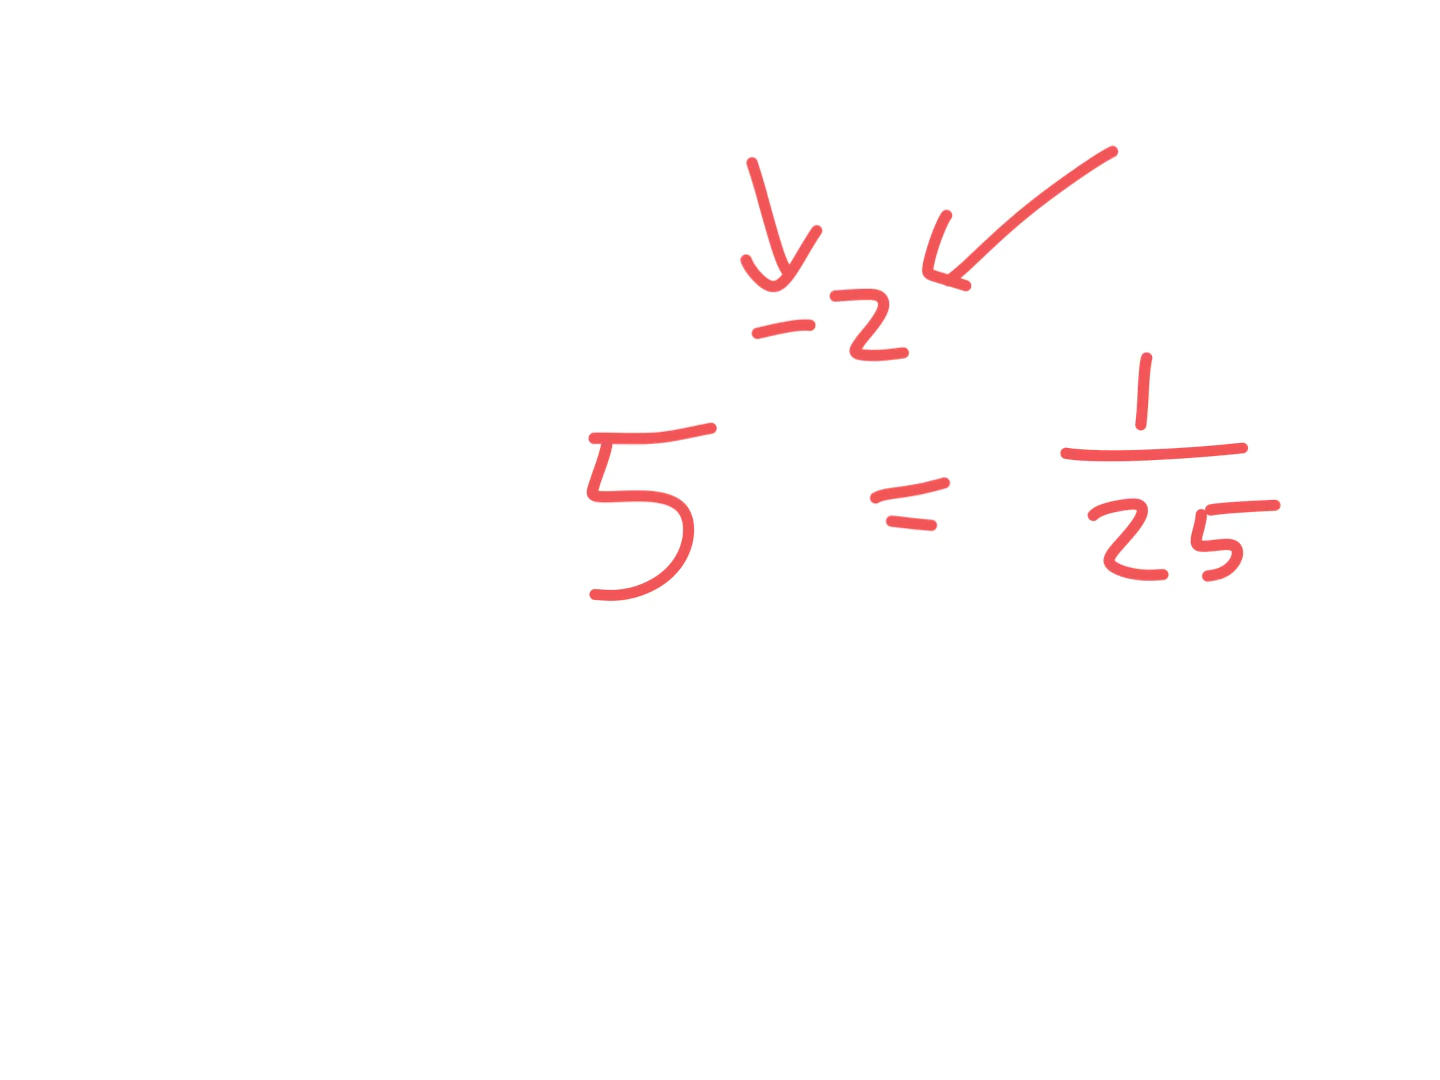 5⁻² = 1/25